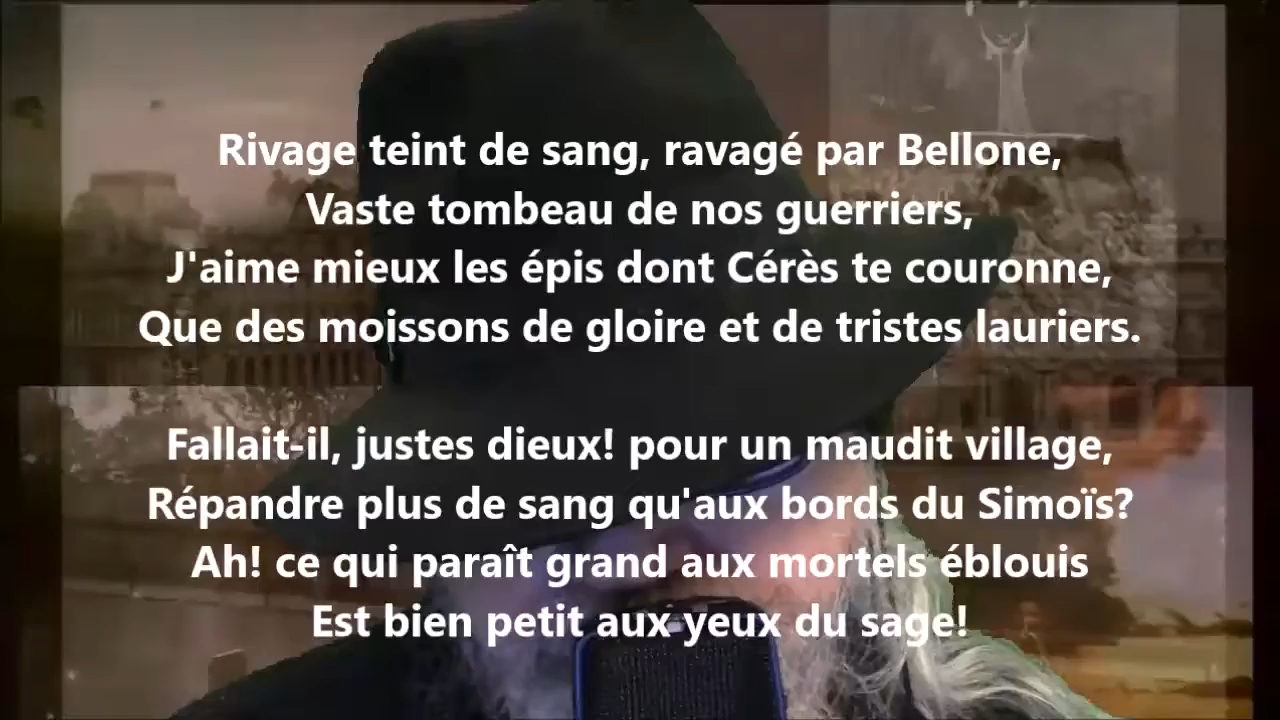 Rivage teint de sang, ravagé par Bellone,
Vaste tombeau de nos guerriers,
J'aime mieux les épis dont Cérès te couronne,
Que des moissons de gloire et de tristes lauriers.
Fallait-il, justes dieux! pour un maudit village,
Répandre plus de sang qu'aux bords du Simoïs?
Ah! ce qui paraît grand aux mortels éblouis
Est bien petit aux yeux du sage!